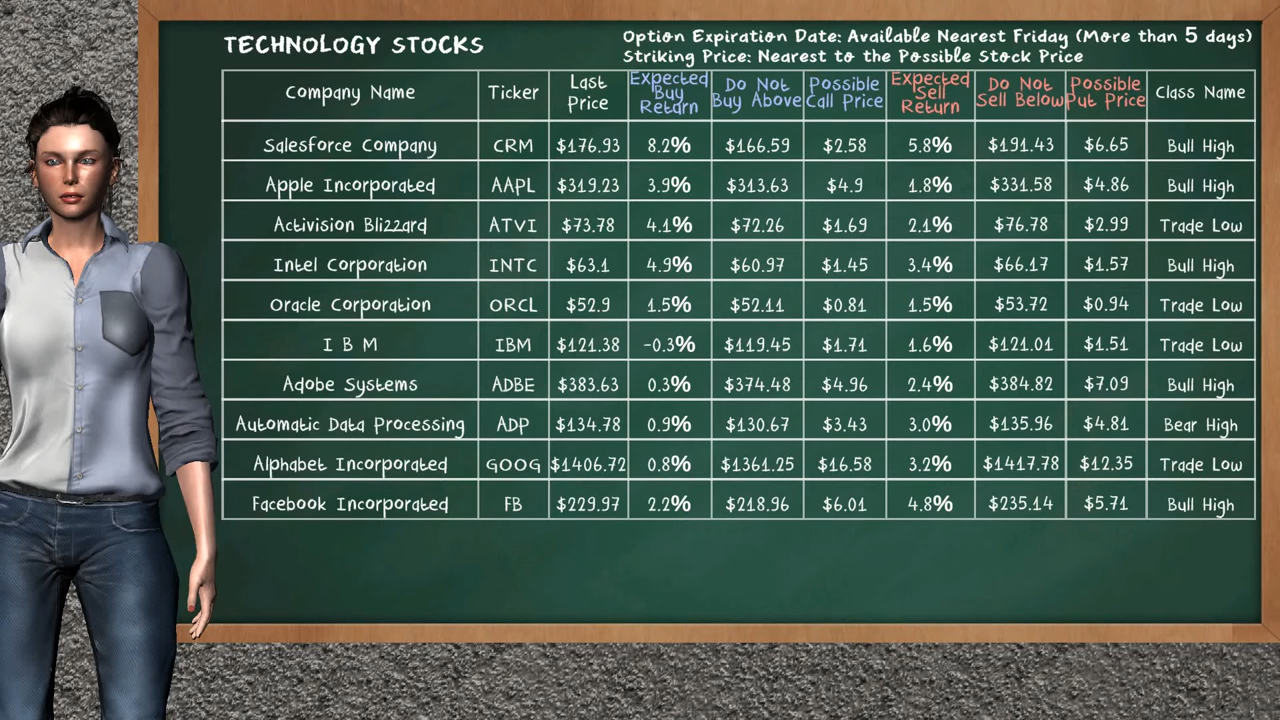 TECHNOLOGY STOCKS
Option Expiration Date: Available Nearest Friday (More than 5 days)
Striking Price: Nearest to the Possible Stock Price
Company Name Ticker Last Price Expected Buy Return Do Not Buy Above Possible Call Price Expected Sell Return Do Not Sell Below Possible Put Price Class Name
Salesforce Company CRM $176.93 8.2% $166.59 $2.58 5.8% $191.43 $6.65 Bull High
Apple Incorporated AAPL $319.23 3.9% $313.63 $4.9 1.8% $331.58 $4.86 Bull High
Activision Blizzard ATVI $73.78 4.1% $72.26 $1.69 2.1% $76.78 $2.99 Trade Low
Intel Corporation INTC $63.1 4.9% $60.97 $1.45 3.4% $66.17 $1.57 Bull High
Oracle Corporation ORCL $52.9 1.5% $52.11 $0.81 1.5% $53.72 $0.94 Trade Low
I B M IBM $121.38 -0.3% $119.45 $1.71 1.6% $121.01 $1.51 Trade Low
Adobe Systems ADBE $383.63 0.3% $374.48 $4.96 2.4% $384.82 $7.09 Bull High
Automatic Data Processing ADP $134.78 0.9% $130.67 $3.43 3.0% $135.96 $4.81 Bear High
Alphabet Incorporated GOOG $1406.72 0.8% $1361.25 $16.58 3.2% $1417.78 $12.35 Trade Low
Facebook Incorporated FB $229.97 2.2% $218.96 $6.01 4.8% $235.14 $5.71 Bull High